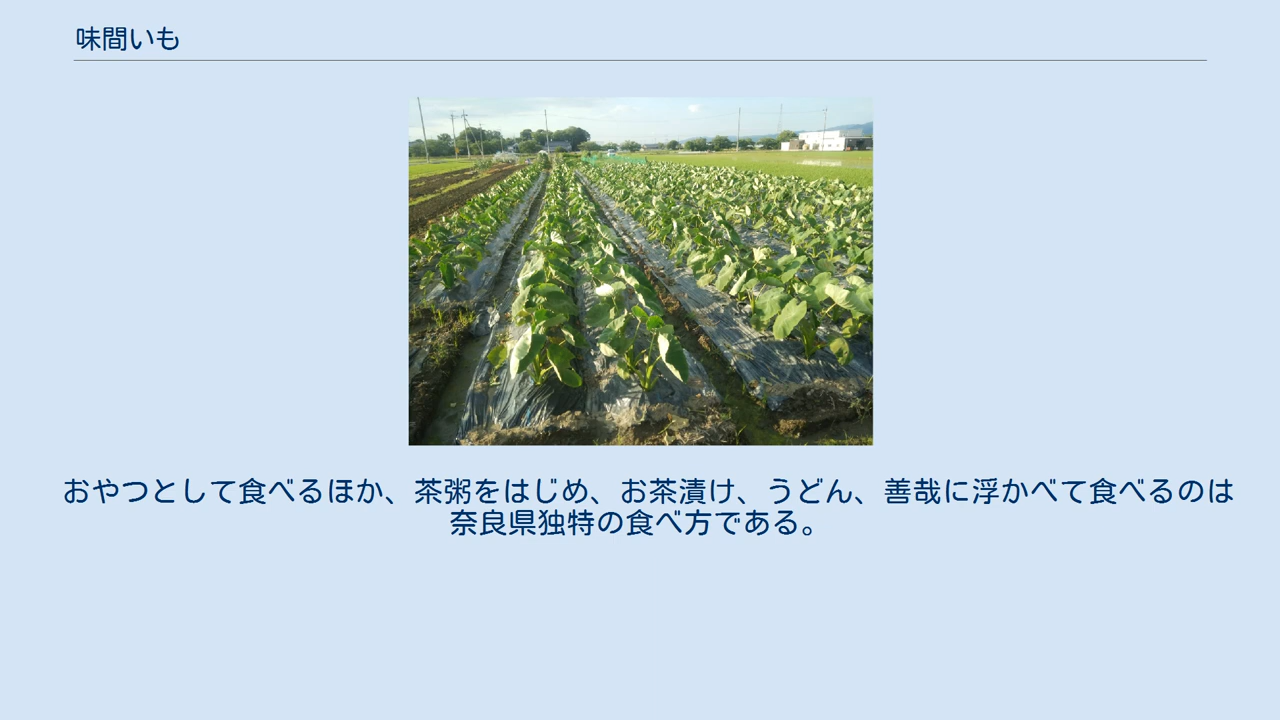 味間いも
おやつとして食べるほか、茶粥をはじめ、お茶漬け、うどん、善哉に浮かべて食べるのは
奈良県独特の食べ方である。